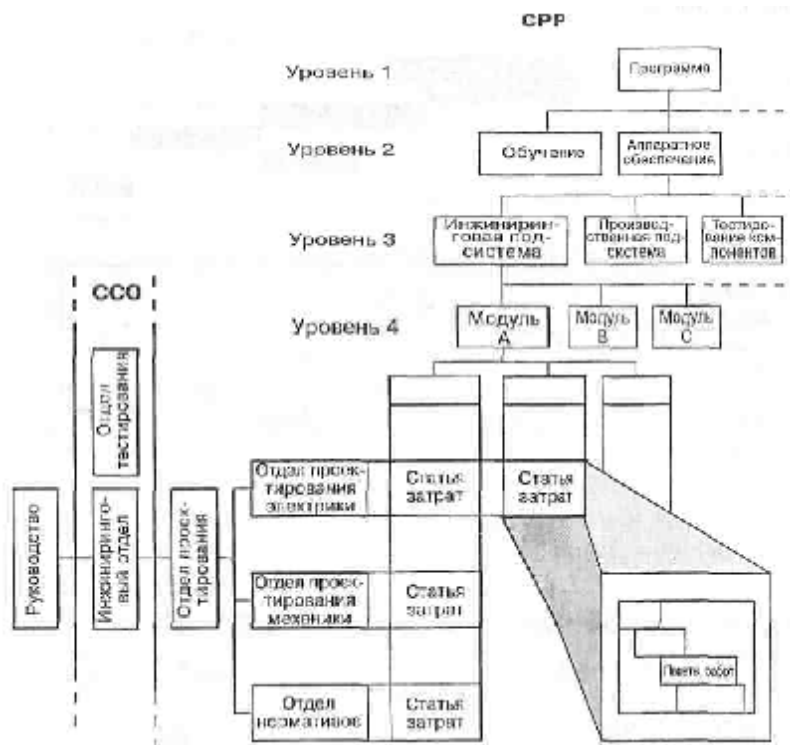 СРР
Уровень 1
Программа
Уровень 2
Обучение
Аппаратное
обеспечение
Уровень 3
Инжинирин-
говая под-
система
Производ-
ственная под-
система
Тестиро-
вание ком-
понентов
ССО
Уровень 4
Модуль
А
Модуль
В
Модуль
С
Отдел
тестирования
Руководство
Инжиниринго-
вый отдел
Отдел проек-
тирования
Отдел проек-
тирования
электрики
Статья
затрат
Статья
затрат
Отдел проек-
тирования
механики
Статья
затрат
Пакеты работ
Отдел
нормативов
Статья
затрат